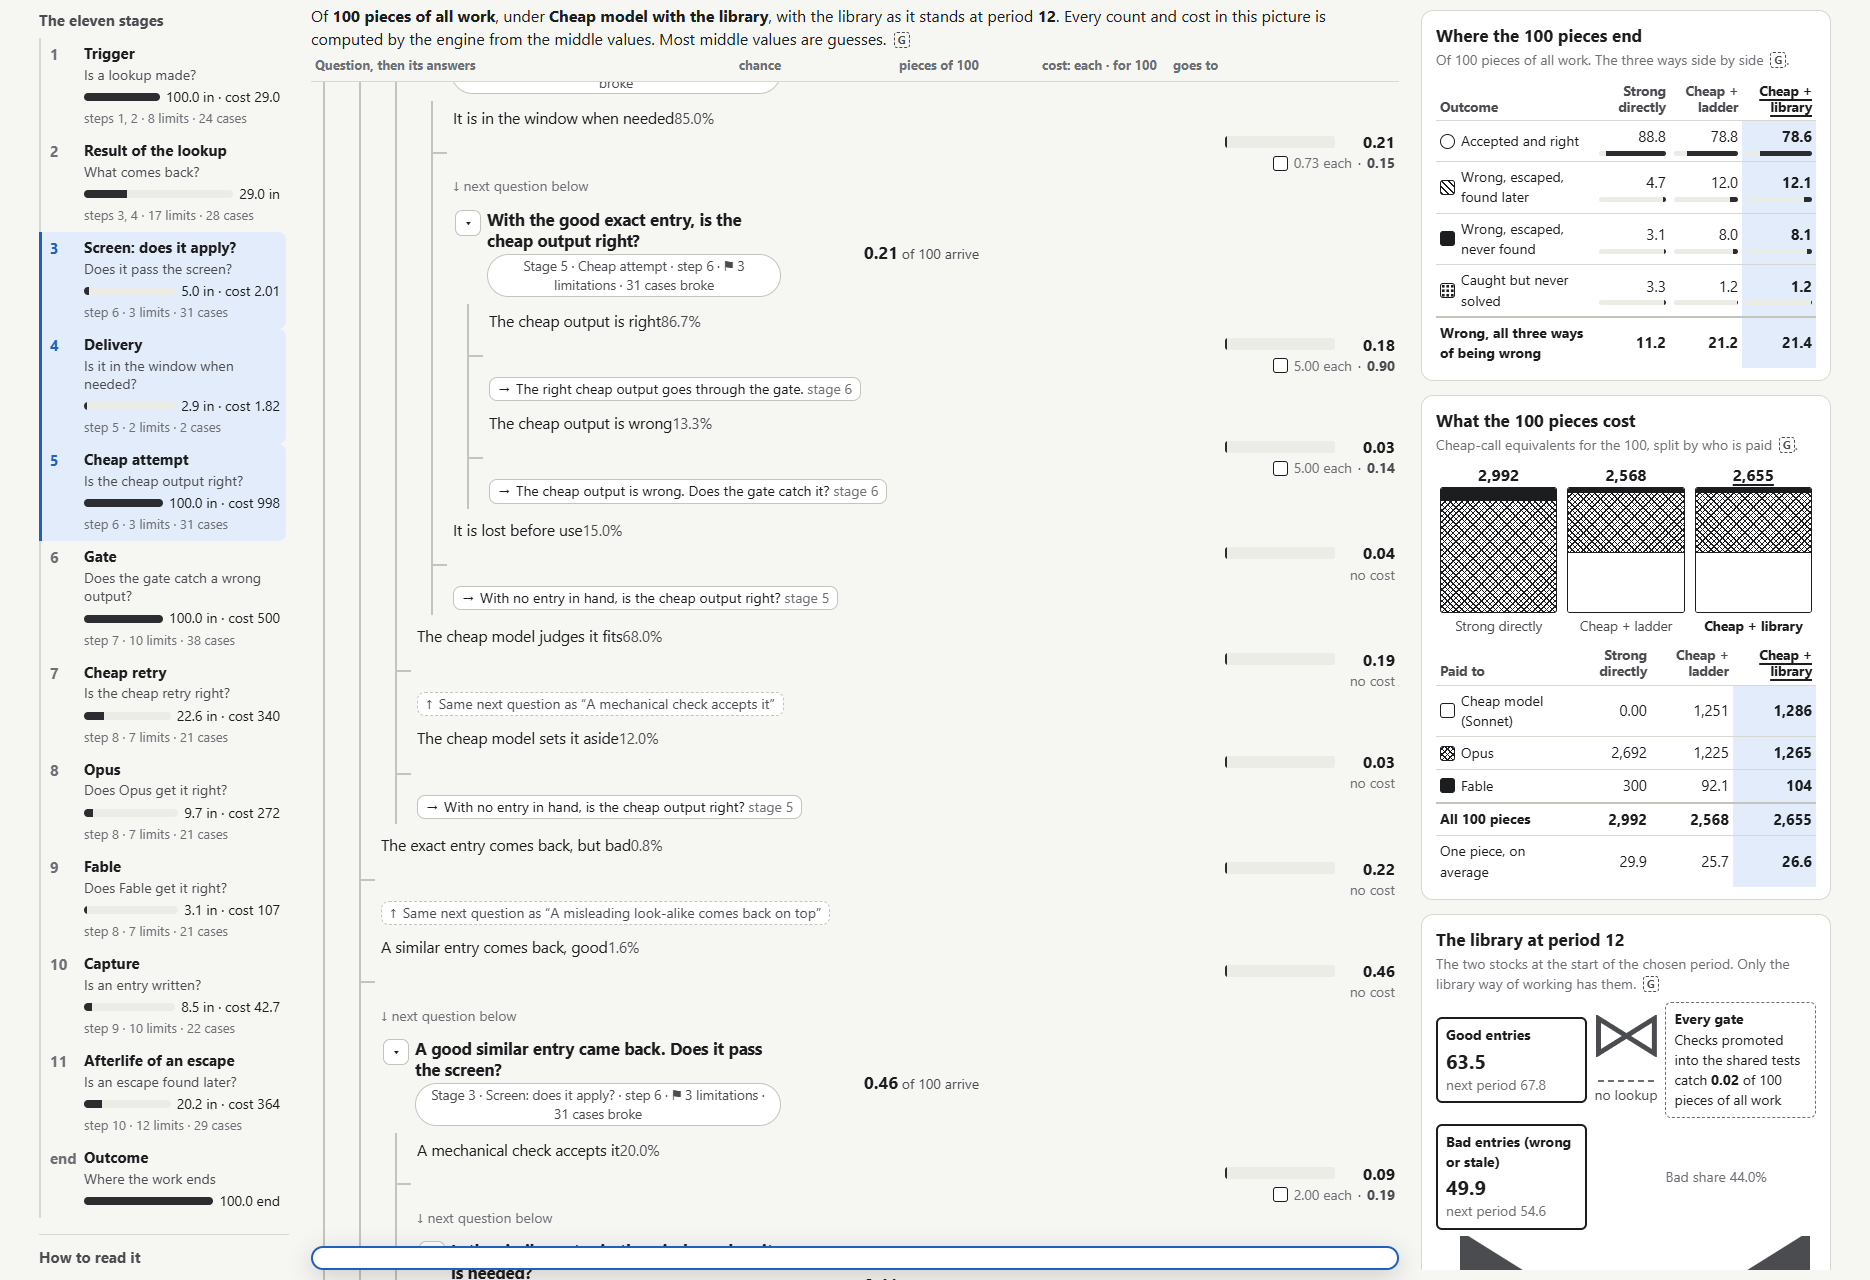 The eleven stages
1 Trigger
Is a lookup made?
100.0 in · cost 29.0
steps 1, 2 · 8 limits · 24 cases
2 Result of the lookup
What comes back?
29.0 in
steps 3, 4 · 17 limits · 28 cases
3 Screen: does it apply?
Does it pass the screen?
5.0 in · cost 2.01
step 6 · 3 limits · 31 cases
4 Delivery
Is it in the window when
needed?
2.9 in · cost 1.82
step 5 · 2 limits · 2 cases
5 Cheap attempt
Is the cheap output right?
100.0 in · cost 998
step 6 · 3 limits · 31 cases
6 Gate
Does the gate catch a wrong
output?
100.0 in · cost 500
step 7 · 10 limits · 38 cases
7 Cheap retry
Is the cheap retry right?
22.6 in · cost 340
step 8 · 7 limits · 21 cases
8 Opus
Does Opus get it right?
9.7 in · cost 272
step 8 · 7 limits · 21 cases
9 Fable
Does Fable get it right?
3.1 in · cost 107
step 8 · 7 limits · 21 cases
10 Capture
Is an entry written?
8.5 in · cost 42.7
step 9 · 10 limits · 22 cases
11 Afterlife of an escape
Is an escape found later?
20.2 in · cost 364
step 10 · 12 limits · 29 cases
end Outcome
Where the work ends
100.0 end
How to read it
Of 100 pieces of all work, under Cheap model with the library, with the library as it stands at period 12. Every count and cost in this picture is
computed by the engine from the middle values. Most middle values are guesses. G
Question, then its answers chance pieces of 100 cost: each · for 100 goes to
broke
It is in the window when needed85.0%
0.21
0.73 each · 0.15
↓ next question below
With the good exact entry, is the
cheap output right?
0.21 of 100 arrive
Stage 5 · Cheap attempt · step 6 · ⚑ 3
limitations · 31 cases broke
The cheap output is right86.7%
0.18
5.00 each · 0.90
→ The right cheap output goes through the gate. stage 6
The cheap output is wrong13.3%
0.03
5.00 each · 0.14
→ The cheap output is wrong. Does the gate catch it? stage 6
It is lost before use15.0%
0.04
no cost
→ With no entry in hand, is the cheap output right? stage 5
The cheap model judges it fits68.0%
0.19
no cost
↑ Same next question as “A mechanical check accepts it”
The cheap model sets it aside12.0%
0.03
no cost
→ With no entry in hand, is the cheap output right? stage 5
The exact entry comes back, but bad0.8%
0.22
no cost
↑ Same next question as “A misleading look-alike comes back on top”
A similar entry comes back, good1.6%
0.46
no cost
↓ next question below
A good similar entry came back. Does it pass
the screen?
0.46 of 100 arrive
Stage 3 · Screen: does it apply? · step 6 · ⚑ 3 limitations ·
31 cases broke
A mechanical check accepts it20.0%
0.09
2.00 each · 0.19
↓ next question below
is needed?
Where the 100 pieces end
Of 100 pieces of all work. The three ways side by side G.
Outcome Strong directly Cheap + ladder Cheap + library
Accepted and right 88.8 78.8 78.6
Wrong, escaped, found later 4.7 12.0 12.1
Wrong, escaped, never found 3.1 8.0 8.1
Caught but never solved 3.3 1.2 1.2
Wrong, all three ways of being wrong 11.2 21.2 21.4
What the 100 pieces cost
Cheap-call equivalents for the 100, split by who is paid G.
2,992 2,568 2,655
Strong directly Cheap + ladder Cheap + library
Paid to Strong directly Cheap + ladder Cheap + library
Cheap model (Sonnet) 0.00 1,251 1,286
Opus 2,692 1,225 1,265
Fable 300 92.1 104
All 100 pieces 2,992 2,568 2,655
One piece, on average 29.9 25.7 26.6
The library at period 12
The two stocks at the start of the chosen period. Only the
library way of working has them. G
Good entries
63.5
next period 67.8
no lookup
Every gate
Checks promoted
into the shared tests
catch 0.02 of 100
pieces of all work
Bad entries (wrong
or stale)
49.9
next period 54.6
Bad share 44.0%